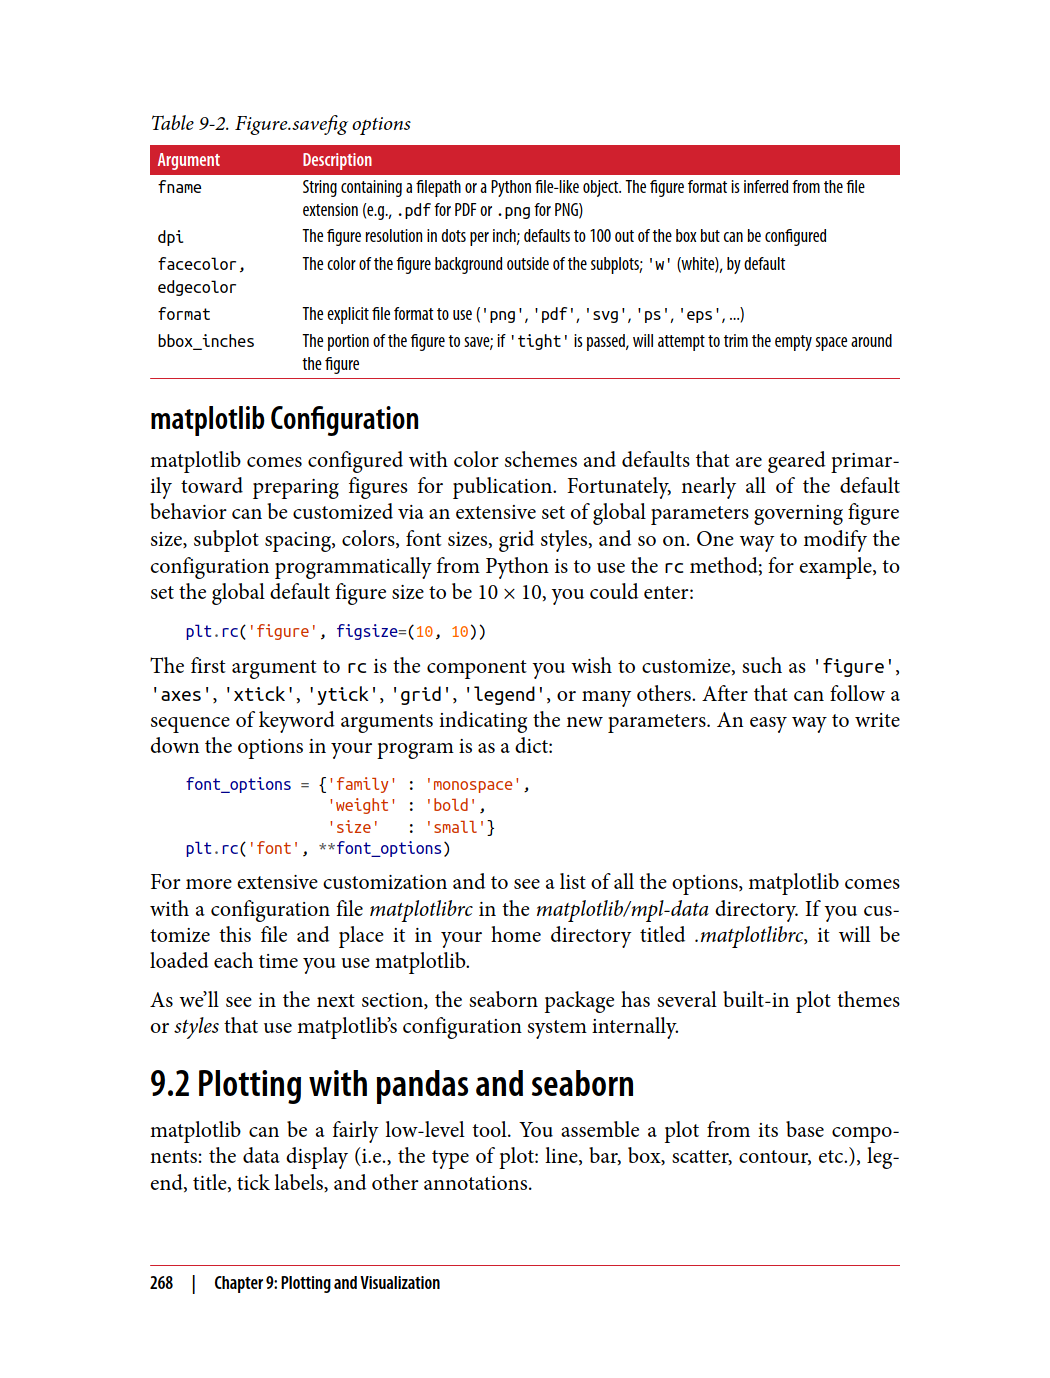 Table 9-2. Figure.savefig options
Argument Description
fname String containing a filepath or a Python file-like object. The figure format is inferred from the file
extension (e.g., .pdf for PDF or .png for PNG)
dpi The figure resolution in dots per inch; defaults to 100 out of the box but can be configured
facecolor, The color of the figure background outside of the subplots; 'w' (white), by default
edgecolor
format The explicit file format to use ('png', 'pdf', 'svg', 'ps', 'eps', ...)
bbox_inches The portion of the figure to save; if 'tight' is passed, will attempt to trim the empty space around
the figure
matplotlib Configuration
matplotlib comes configured with color schemes and defaults that are geared primar-
ily toward preparing figures for publication. Fortunately, nearly all of the default
behavior can be customized via an extensive set of global parameters governing figure
size, subplot spacing, colors, font sizes, grid styles, and so on. One way to modify the
configuration programmatically from Python is to use the rc method; for example, to
set the global default figure size to be 10 × 10, you could enter:
plt.rc('figure', figsize=(10, 10))
The first argument to rc is the component you wish to customize, such as 'figure',
'axes', 'xtick', 'ytick', 'grid', 'legend', or many others. After that can follow a
sequence of keyword arguments indicating the new parameters. An easy way to write
down the options in your program is as a dict:
font_options = {'family' : 'monospace',
'weight' : 'bold',
'size'   : 'small'}
plt.rc('font', **font_options)
For more extensive customization and to see a list of all the options, matplotlib comes
with a configuration file matplotlibrc in the matplotlib/mpl-data directory. If you cus-
tomize this file and place it in your home directory titled .matplotlibrc, it will be
loaded each time you use matplotlib.
As we’ll see in the next section, the seaborn package has several built-in plot themes
or styles that use matplotlib’s configuration system internally.
9.2 Plotting with pandas and seaborn
matplotlib can be a fairly low-level tool. You assemble a plot from its base compo-
nents: the data display (i.e., the type of plot: line, bar, box, scatter, contour, etc.), leg-
end, title, tick labels, and other annotations.
268 | Chapter 9: Plotting and Visualization